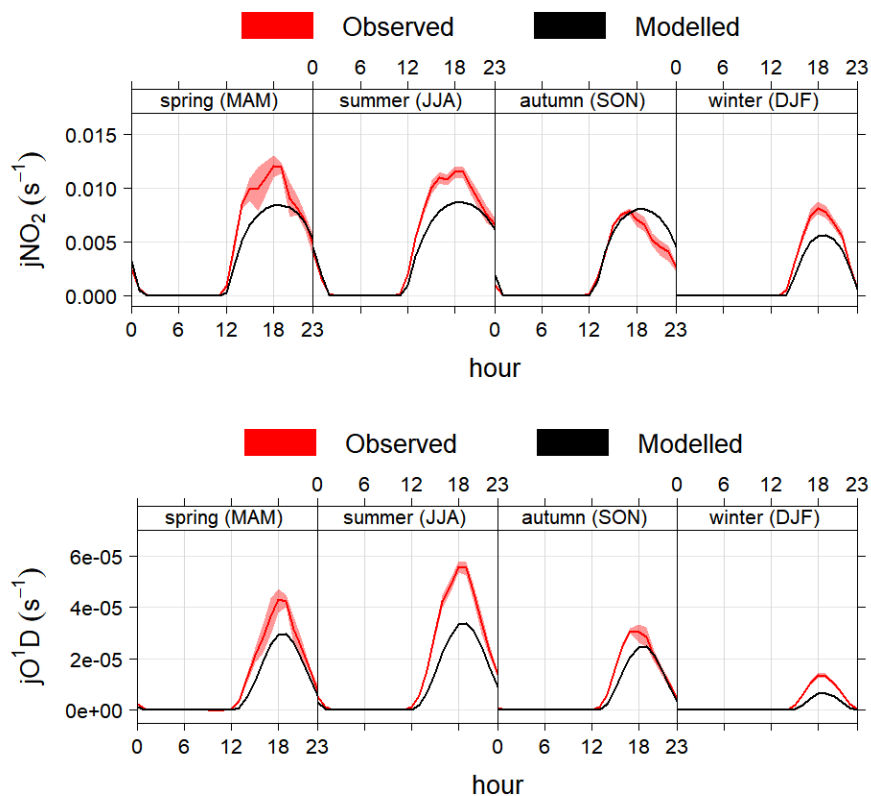 Observed Modelled
0 6 12 18 23 0 6 12 18 23
spring (MAM) summer (JJA) autumn (SON) winter (DJF)
0.015
0.010
0.005
0.000
jNO₂ (s⁻¹)
0 6 12 18 23 0 6 12 18 23
hour
Observed Modelled
0 6 12 18 23 0 6 12 18 23
spring (MAM) summer (JJA) autumn (SON) winter (DJF)
6e-05
4e-05
2e-05
0e+00
jO¹D (s⁻¹)
0 6 12 18 23 0 6 12 18 23
hour